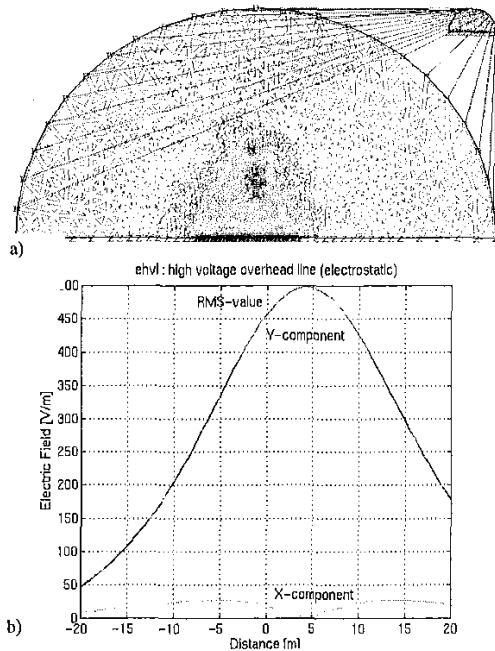 a)
ehvl : high voltage overhead line (electrostatic)
.00
450
400
350
300
250
200
150
100
50
0
Electric Field [V/m]
RMS-value
Y-component
X-component
-20 -15 -10 -5 0 5 10 15 20
Distance [m]
b)